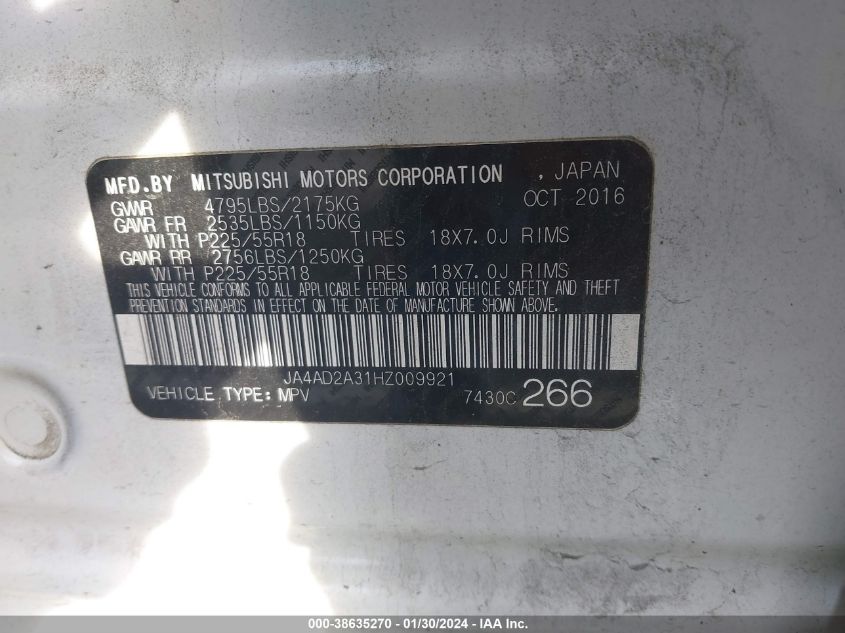 MFD.BY MITSUBISHI MOTORS CORPORATION , JAPAN
GVWR 4795LBS/2175KG OCT 2016
GAWR FR 2535LBS/1150KG
WITH P225/55R18 TIRES 18X7.0J RIMS
GAWR RR 2756LBS/1250KG
WITH P225/55R18 TIRES 18X7.0J RIMS
THIS VEHICLE CONFORMS TO ALL APPLICABLE FEDERAL MOTOR VEHICLE SAFETY AND THEFT
PREVENTION STANDARDS IN EFFECT ON THE DATE OF MANUFACTURE SHOWN ABOVE.
JA4AD2A31HZ009921
VEHICLE TYPE: MPV 7430C 266
000-38635270 - 01/30/2024 - IAA Inc.